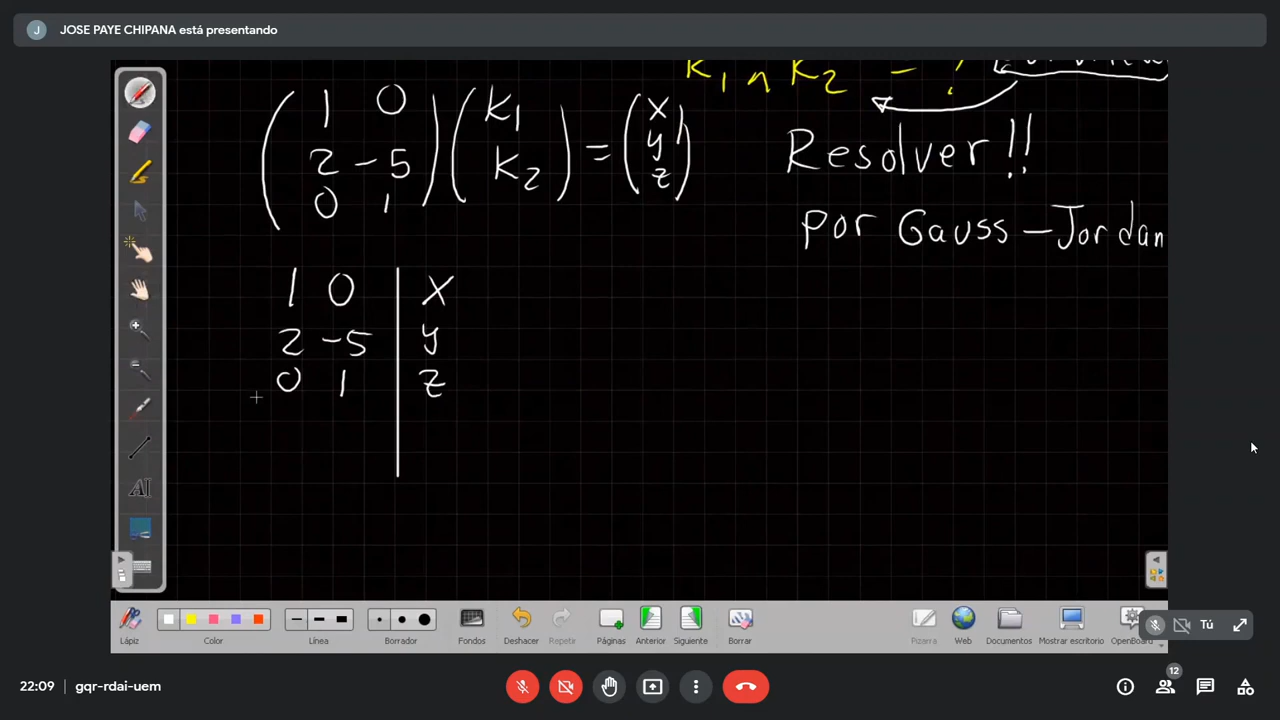 J JOSE PAYE CHIPANA está presentando
K1 ∩ K2 = ?
1 0 K1 = x
2 -5 K2 y
0 1 z
Resolver!!
por Gauss-Jordan
1 0 | x
2 -5 | y
0 1 | z
Lápiz Color Línea Borrador Fondos Deshacer Repetir Páginas Anterior Siguiente Borrar Pizarra Web Documentos Mostrar escritorio OpenBoard
Tú
22:09 | gqr-rdai-uem
12